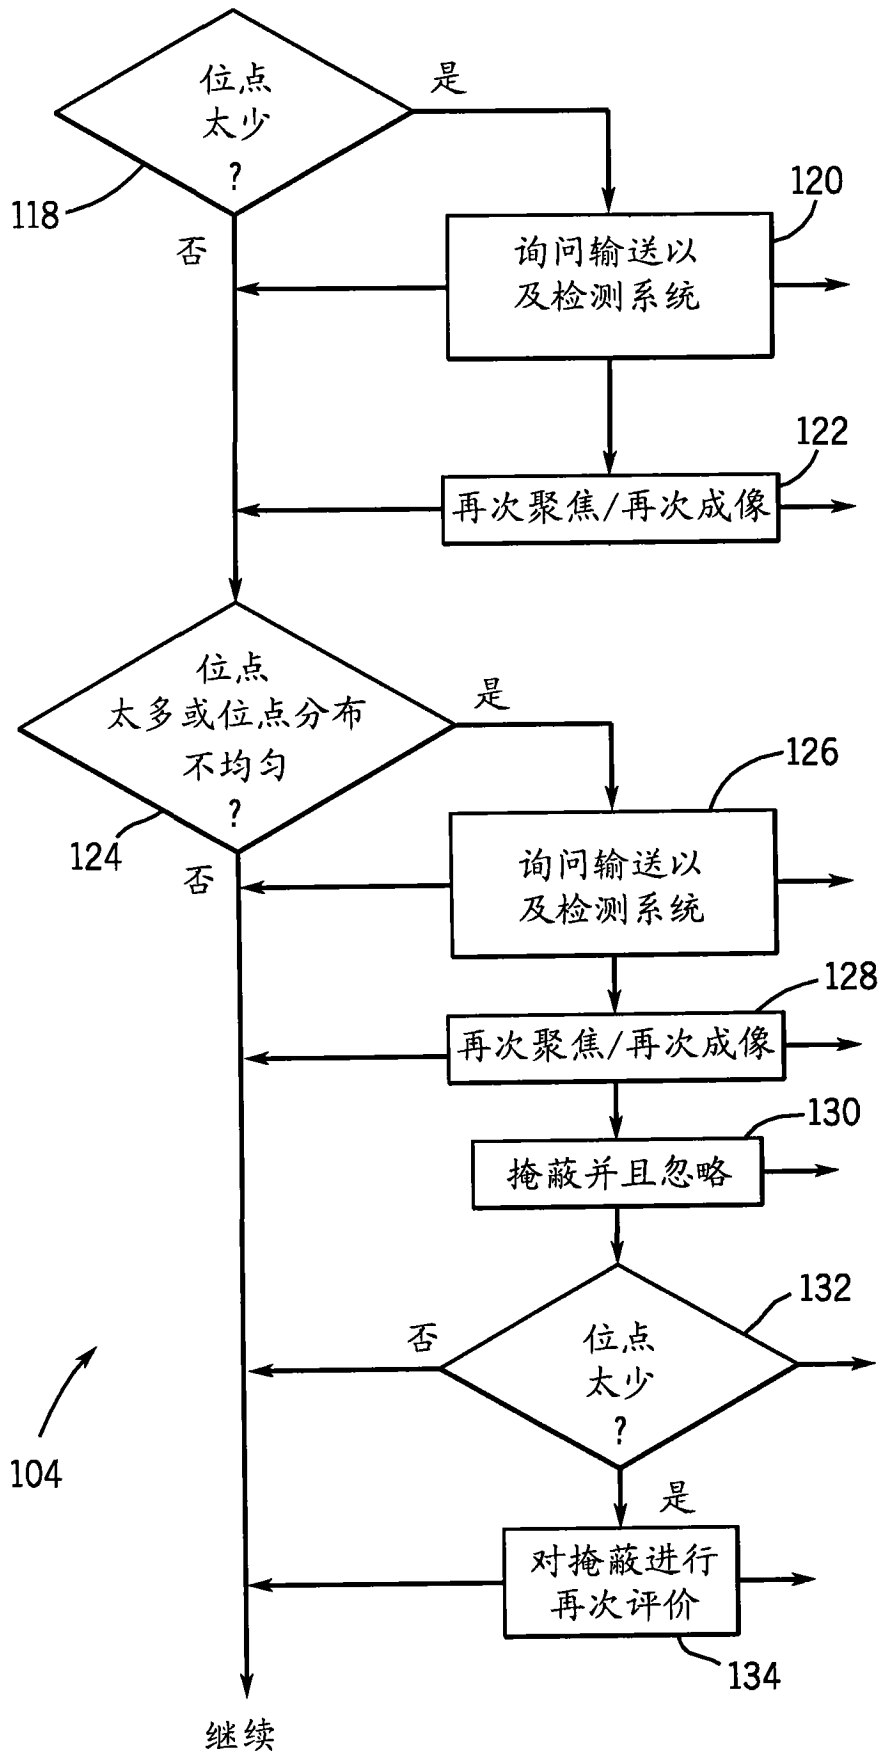 位点
太少
?
是
118
否
120
询问输送以
及检测系统
122
再次聚焦/再次成像
位点
太多或位点分布
不均匀
?
是
124
否
126
询问输送以
及检测系统
128
再次聚焦/再次成像
130
掩蔽并且忽略
132
否
位点
太少
?
104
是
对掩蔽进行
再次评价
134
继续